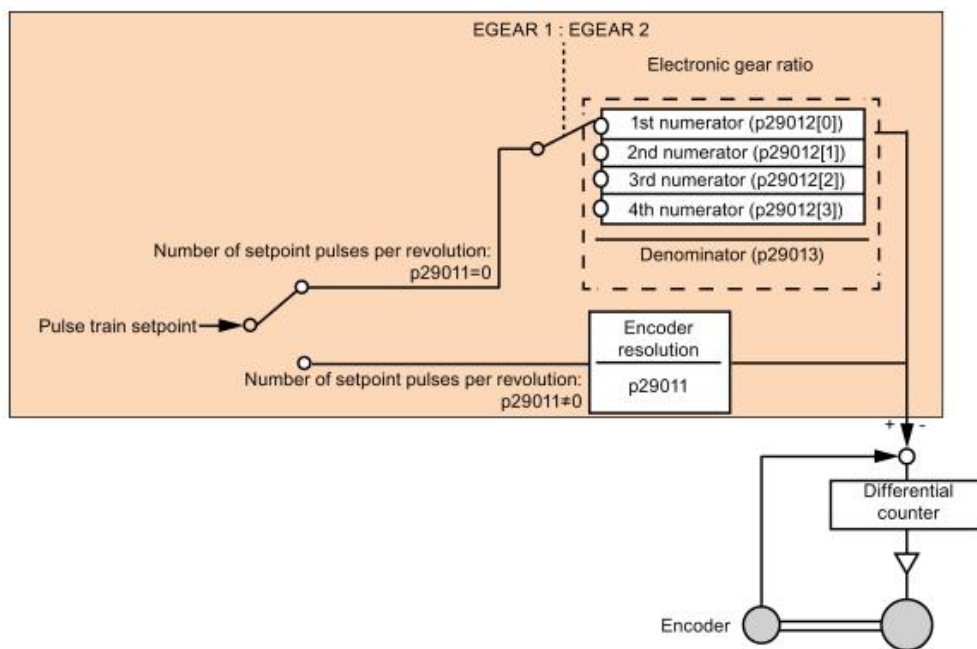 EGEAR 1 : EGEAR 2
Electronic gear ratio
1st numerator (p29012[0])
2nd numerator (p29012[1])
3rd numerator (p29012[2])
4th numerator (p29012[3])
Denominator (p29013)
Number of setpoint pulses per revolution:
p29011=0
Pulse train setpoint
Encoder
resolution
p29011
Number of setpoint pulses per revolution:
p29011≠0
+ -
Differential
counter
Encoder